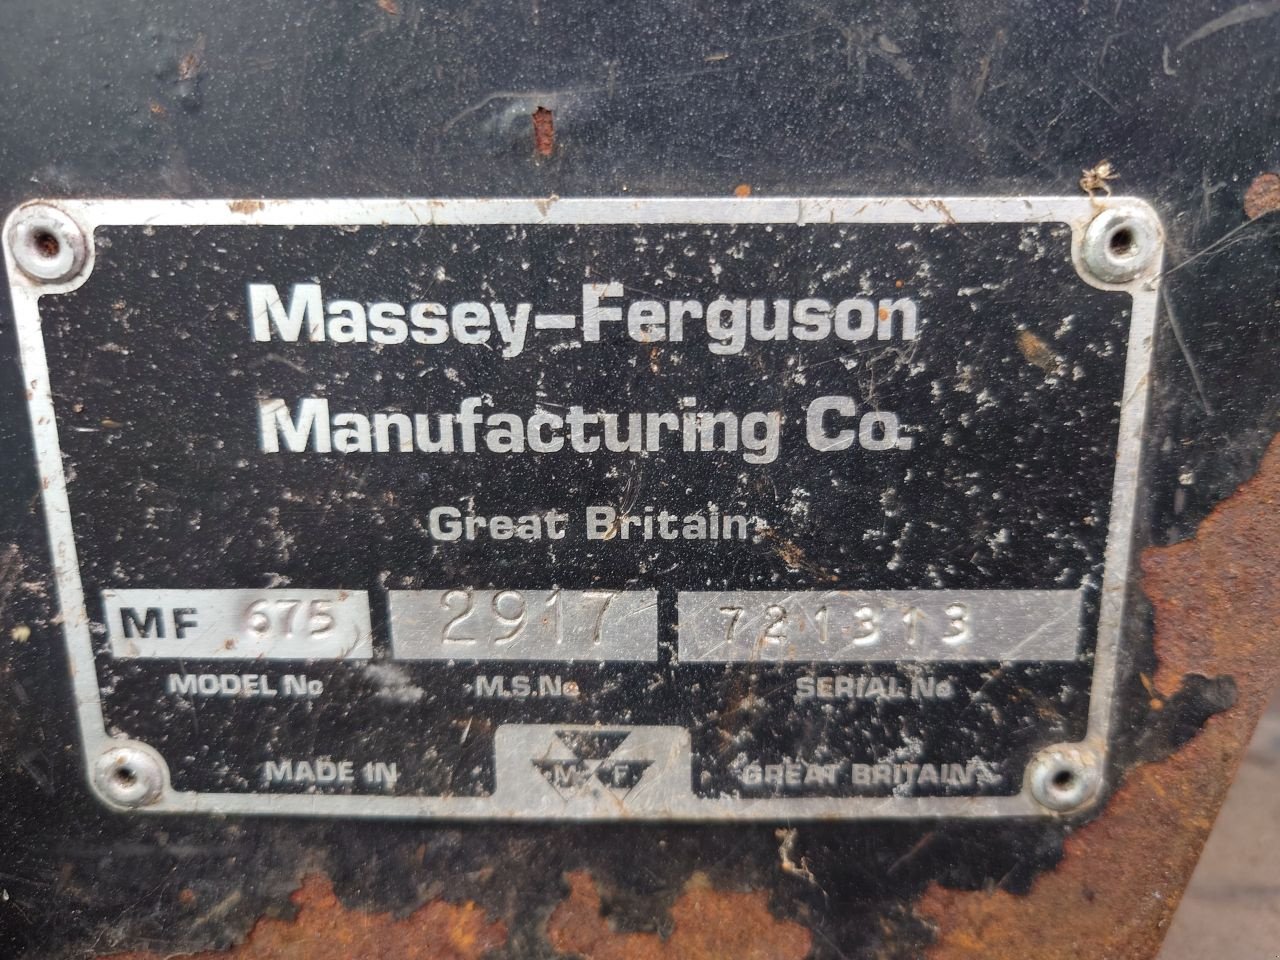 Massey-Ferguson
Manufacturing Co.
Great Britain
MF 675 2917 721313
MODEL No M.S.No SERIAL No
MADE IN MF GREAT BRITAIN